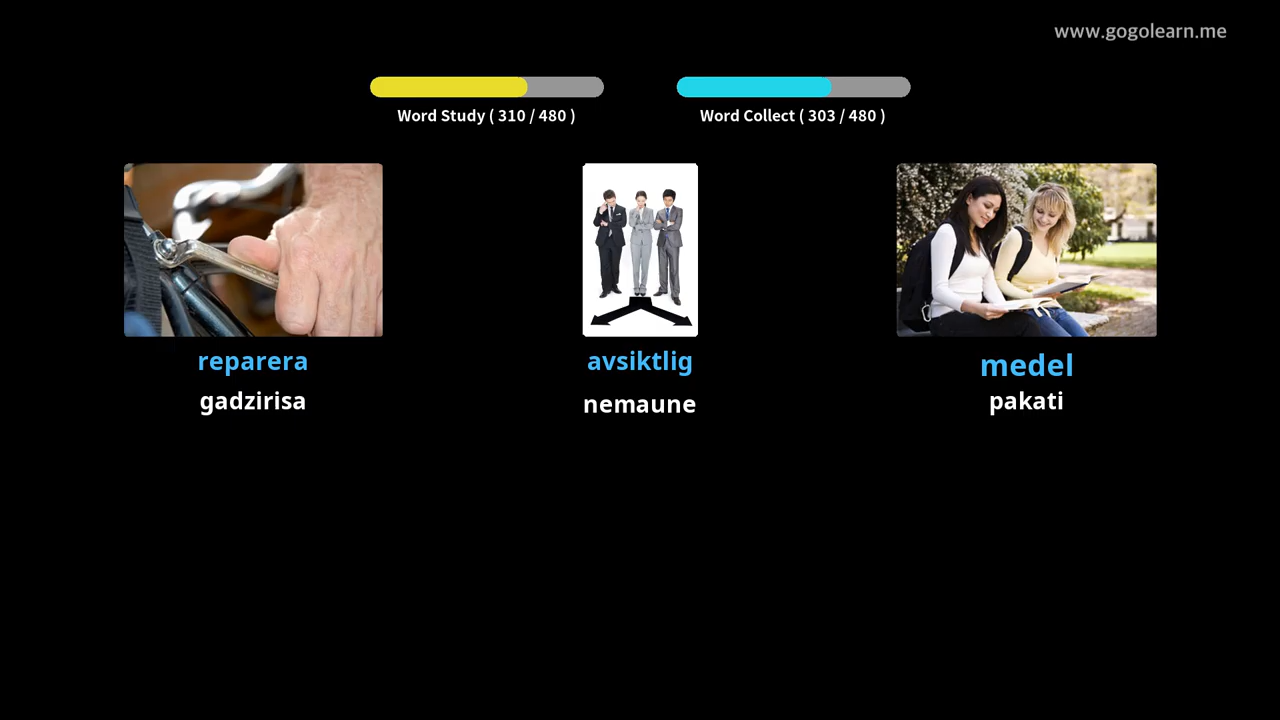 www.gogolearn.me
Word Study ( 310 / 480 )
Word Collect ( 303 / 480 )
reparera
gadzirisa
avsiktlig
nemaune
medel
pakati